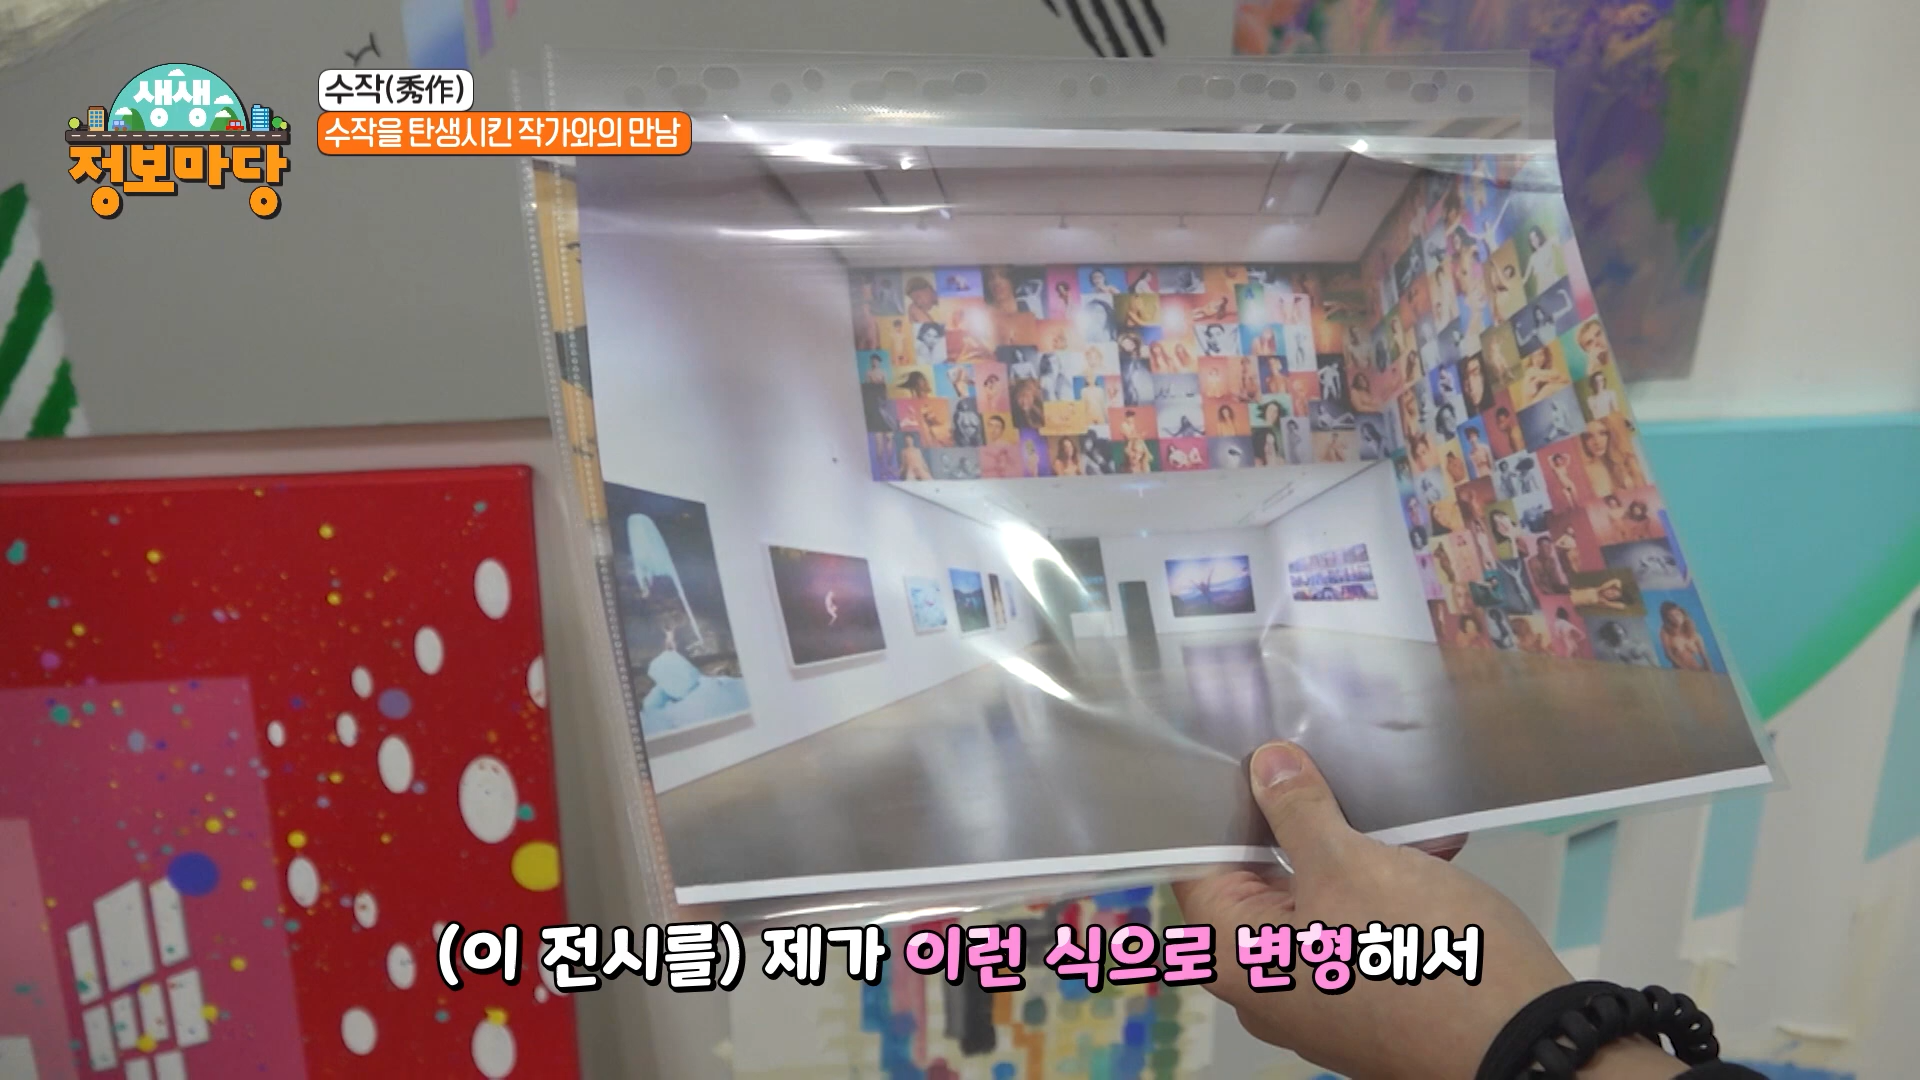 생생
정보마당
수작(秀作)
수작을 탄생시킨 작가와의 만남
(이 전시를) 제가 이런 식으로 변형해서